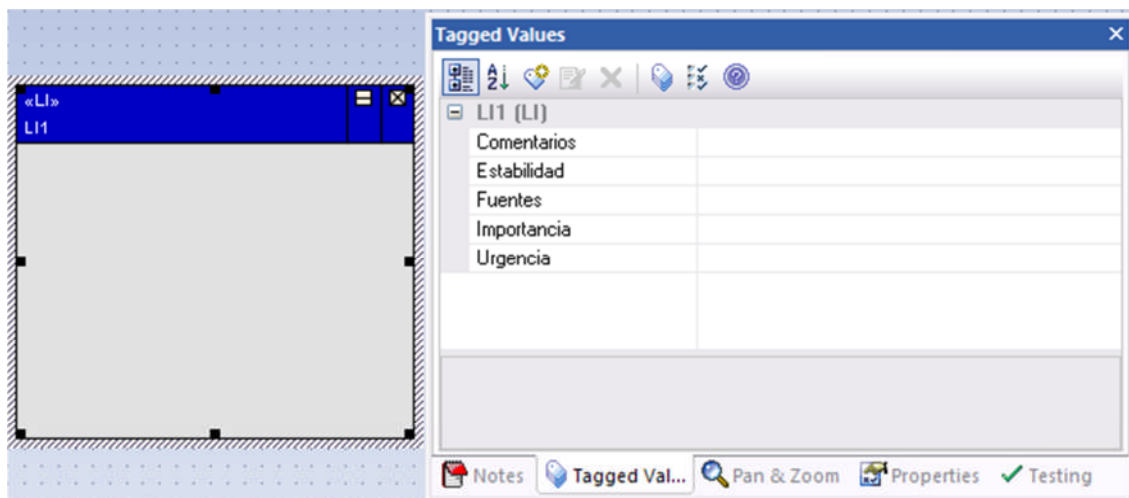 «LI»
LI1
Tagged Values
LI1 (LI)
Comentarios
Estabilidad
Fuentes
Importancia
Urgencia
Notes
Tagged Val...
Pan & Zoom
Properties
Testing